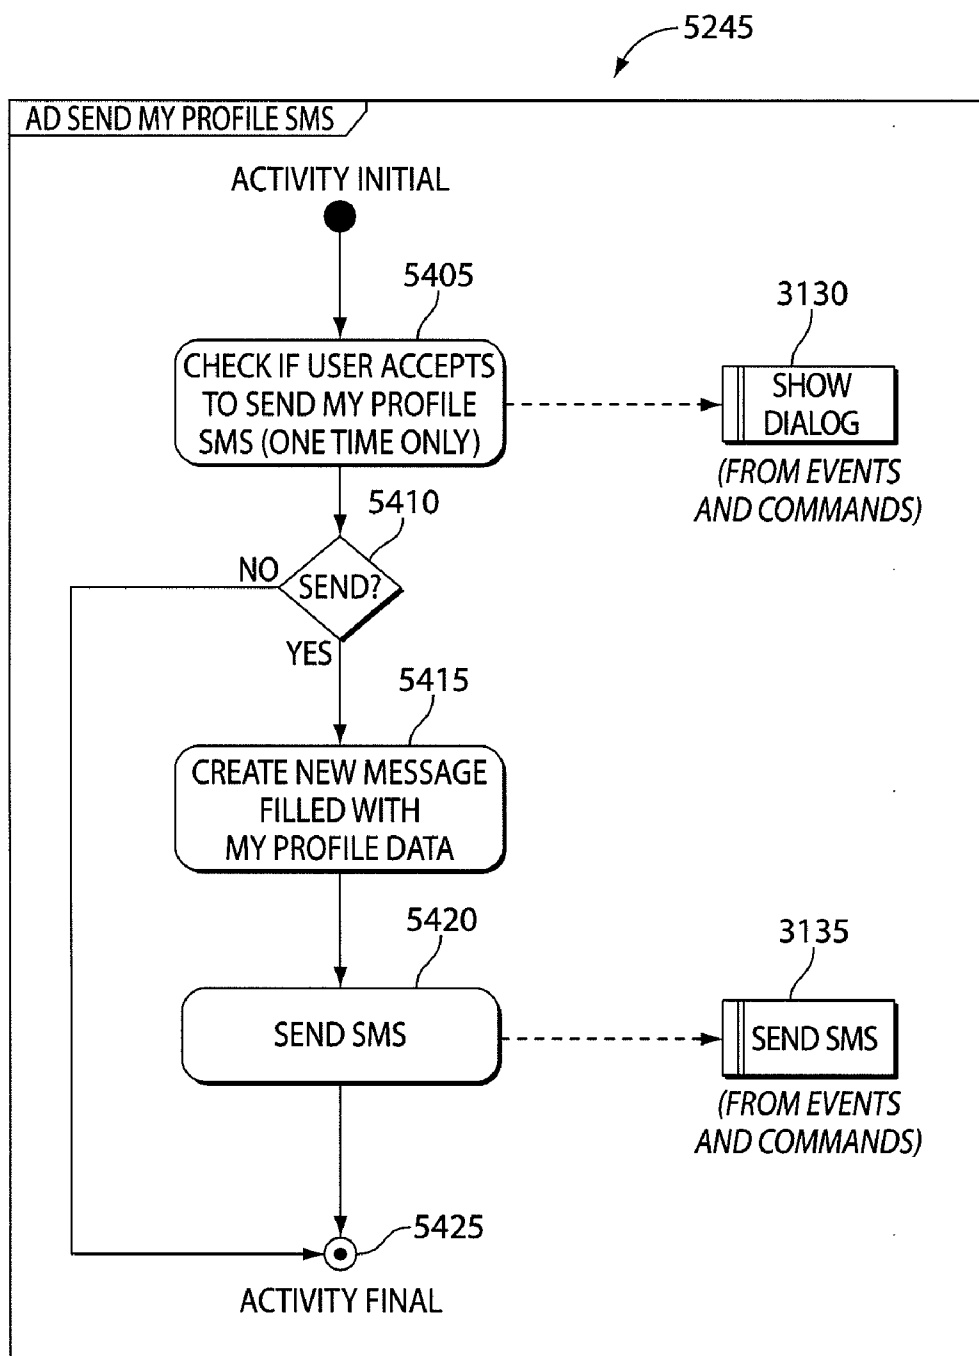 5245
AD SEND MY PROFILE SMS
ACTIVITY INITIAL
5405
3130
CHECK IF USER ACCEPTS
TO SEND MY PROFILE
SMS (ONE TIME ONLY)
SHOW
DIALOG
(FROM EVENTS
AND COMMANDS)
5410
NO
SEND?
YES
5415
CREATE NEW MESSAGE
FILLED WITH
MY PROFILE DATA
5420
3135
SEND SMS
SEND SMS
(FROM EVENTS
AND COMMANDS)
5425
ACTIVITY FINAL